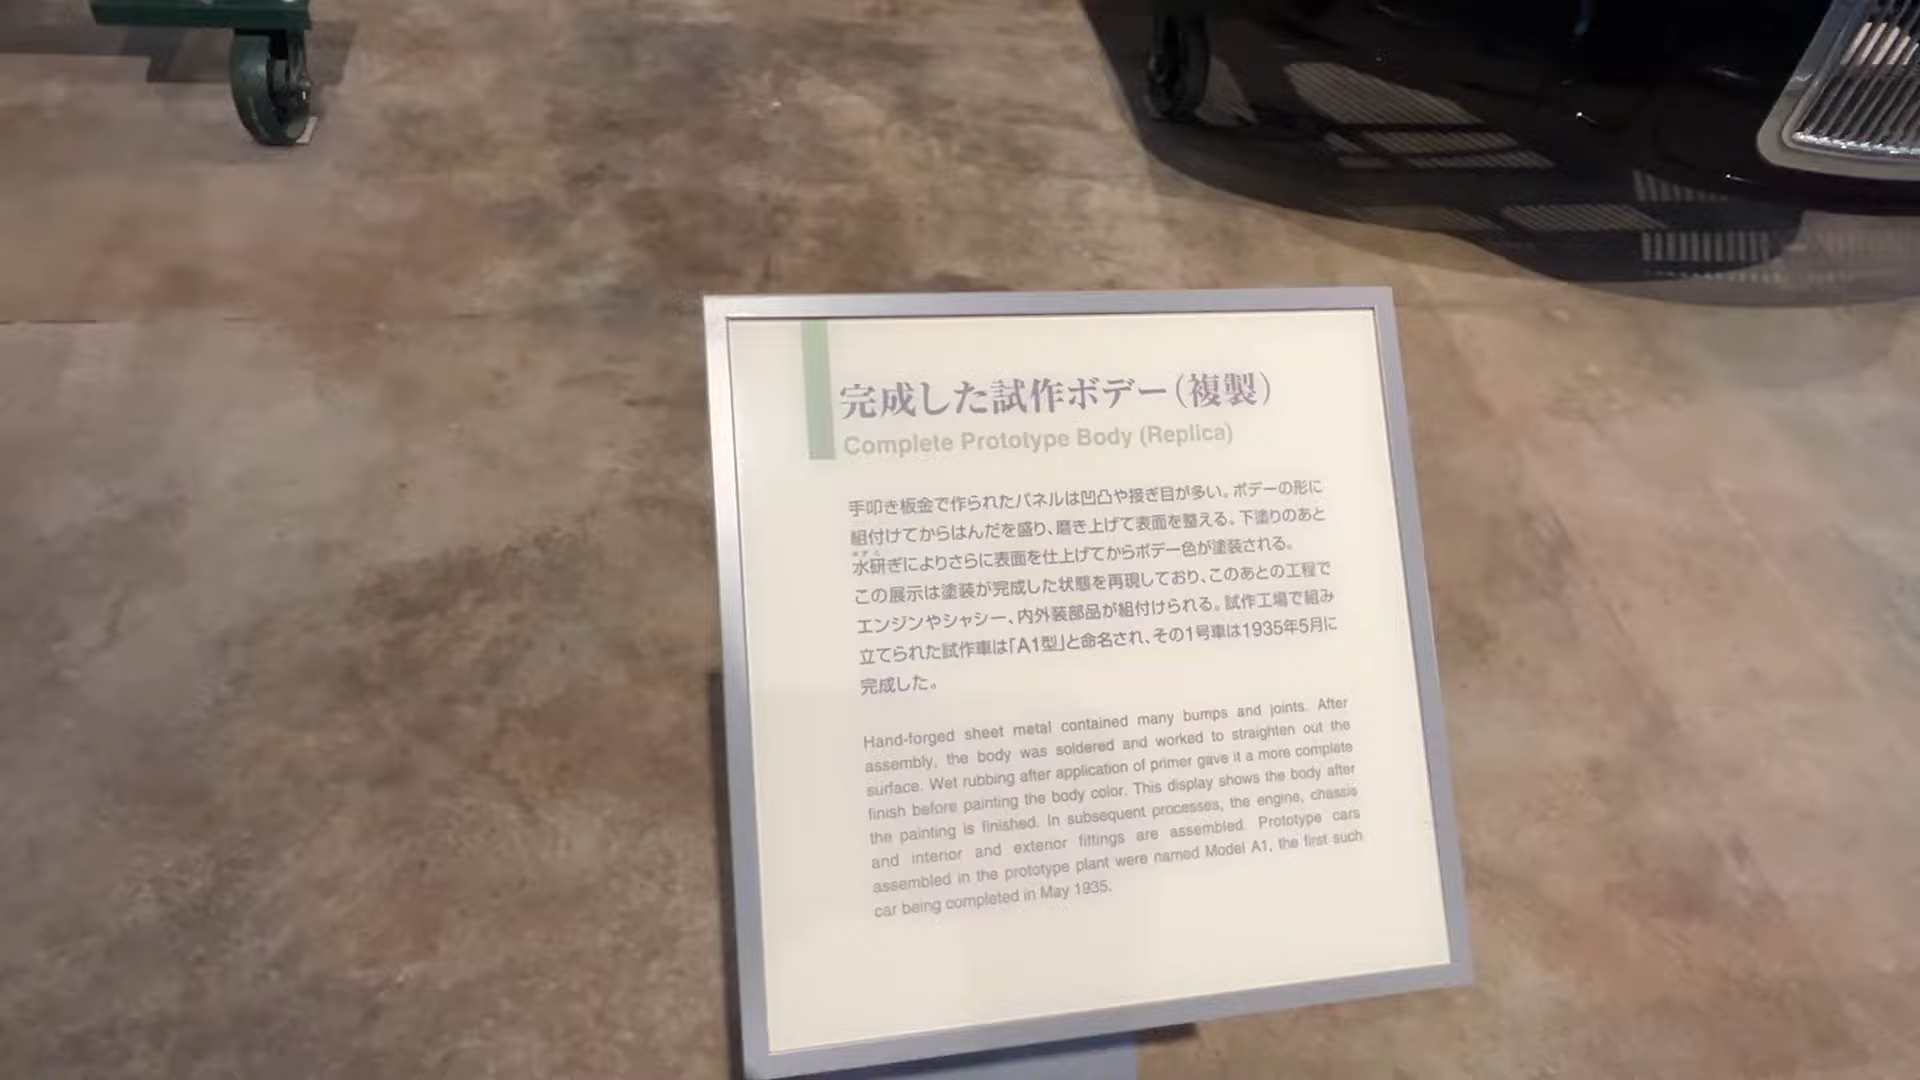 完成した試作ボデー(複製)
Complete Prototype Body (Replica)
手叩き板金で作られたパネルは凹凸や接ぎ目が多い。ボデーの形に
組付けてからはんだを盛り、磨き上げて表面を整える。下塗りのあと
水研ぎによりさらに表面を仕上げてからボデー色が塗装される。
この展示は塗装が完成した状態を再現しており、このあとの工程で
エンジンやシャシー、内外装部品が組付けられる。試作工場で組み
立てられた試作車は「A1型」と命名され、その1号車は1935年5月に
完成した。
Hand-forged sheet metal contained many bumps and joints. After
assembly, the body was soldered and worked to straighten out the
surface. Wet rubbing after application of primer gave it a more complete
finish before painting the body color. This display shows the body after
the painting is finished. In subsequent processes, the engine, chassis
and interior and exterior fittings are assembled. Prototype cars
assembled in the prototype plant were named Model A1, the first such
car being completed in May 1935.